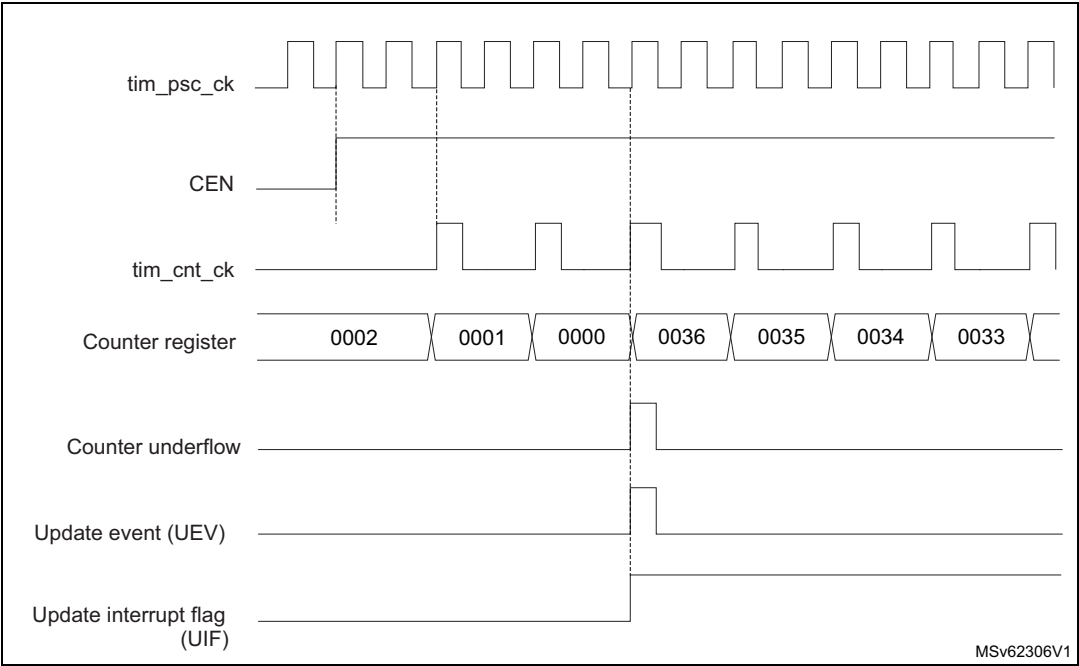 tim_psc_ck
CEN
tim_cnt_ck
Counter register
0002 0001 0000 0036 0035 0034 0033
Counter underflow
Update event (UEV)
Update interrupt flag
(UIF)
MSv62306V1